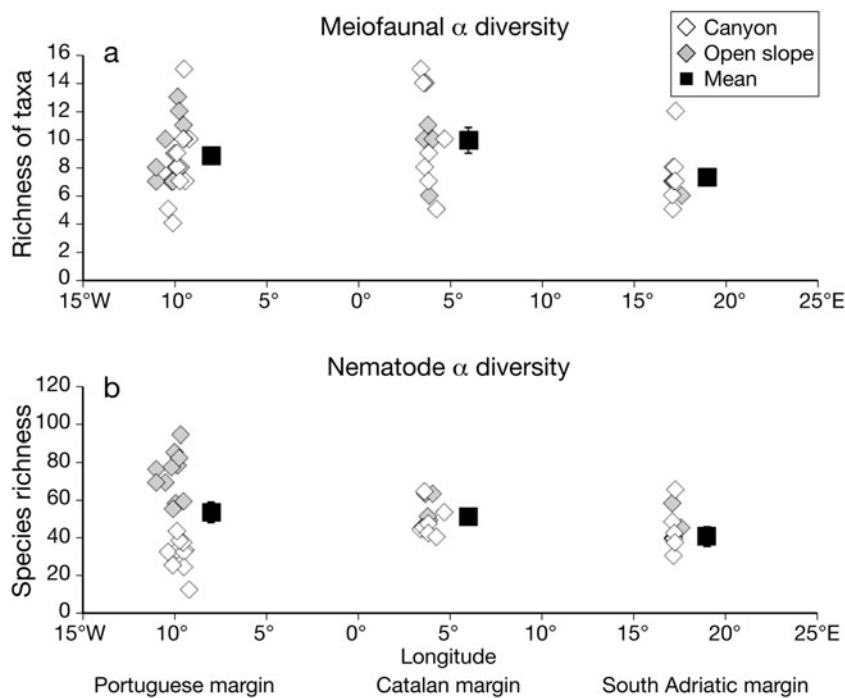 a
Meiofaunal α diversity
Canyon
Open slope
Mean
Richness of taxa
16
14
12
10
8
6
4
2
0
15°W 10° 5° 0° 5° 10° 15° 20° 25°E
b
Nematode α diversity
Species richness
120
100
80
60
40
20
0
15°W 10° 5° 0° 5° 10° 15° 20° 25°E
Longitude
Portuguese margin Catalan margin South Adriatic margin